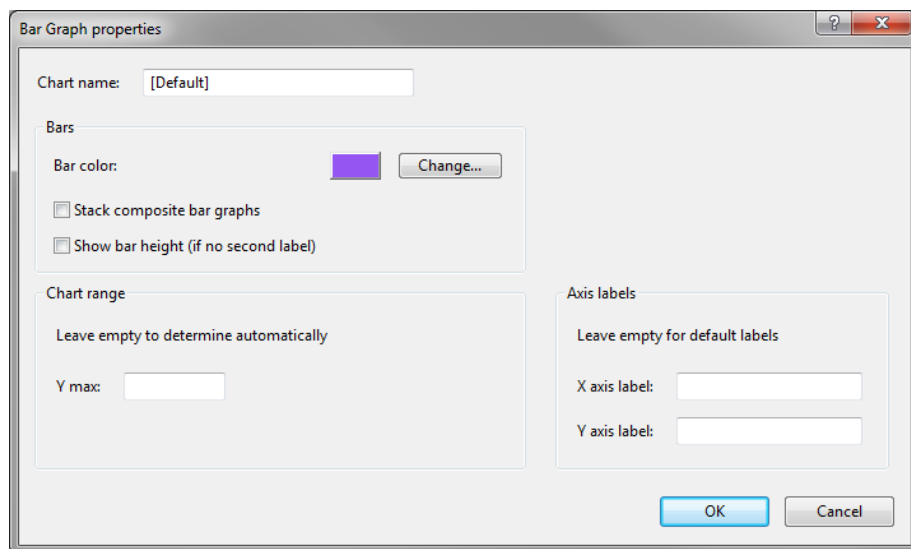 Bar Graph properties
?
Chart name: [Default]
Bars
Bar color: Change...
Stack composite bar graphs
Show bar height (if no second label)
Chart range
Leave empty to determine automatically
Y max:
Axis labels
Leave empty for default labels
X axis label:
Y axis label:
OK Cancel